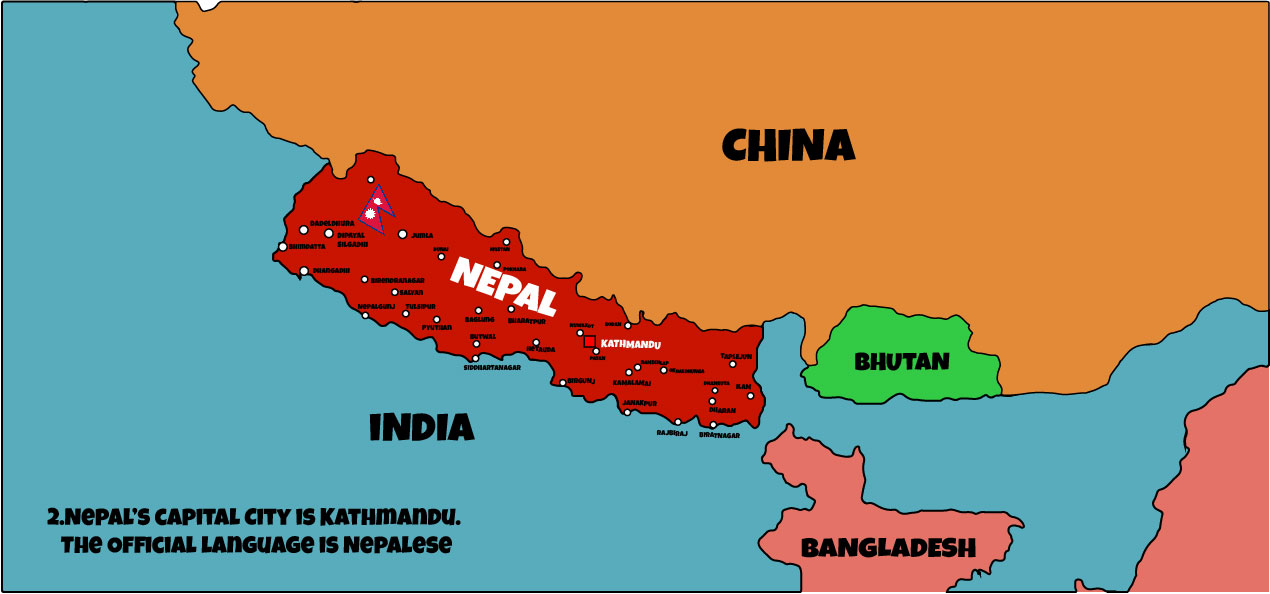 CHINA
DADELDHURA
DIPAYAL
SILGADHI
JUMLA
BHIMDATTA
DHANGADHI
BIRENDRANAGAR
SALYAN
NEPAL
POKHARA
NEPALGUNJ
TULSIPUR
PYUTHAN
BAGLUNG
BHARATPUR
BUTWAL
HETAUDA
SIDDHARTANAGAR
KATHMANDU
BIRGUNJ
KAMALAMAI
TAPLEJUN
ILAM
JANAKPUR
DHARAN
RAJBIRAJ
BIRATNAGAR
BHUTAN
INDIA
2.Nepal's capital city is Kathmandu.
The official language is Nepalese
BANGLADESH